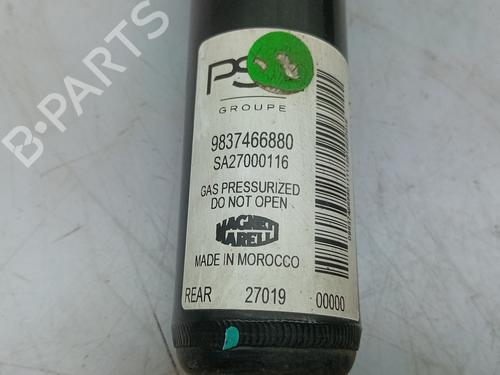 PS
GROUPE
9837466880
SA27000116
GAS PRESSURIZED
DO NOT OPEN
MAGNETI
MARELLI
MADE IN MOROCCO
REAR 27019 00000
B-PARTS